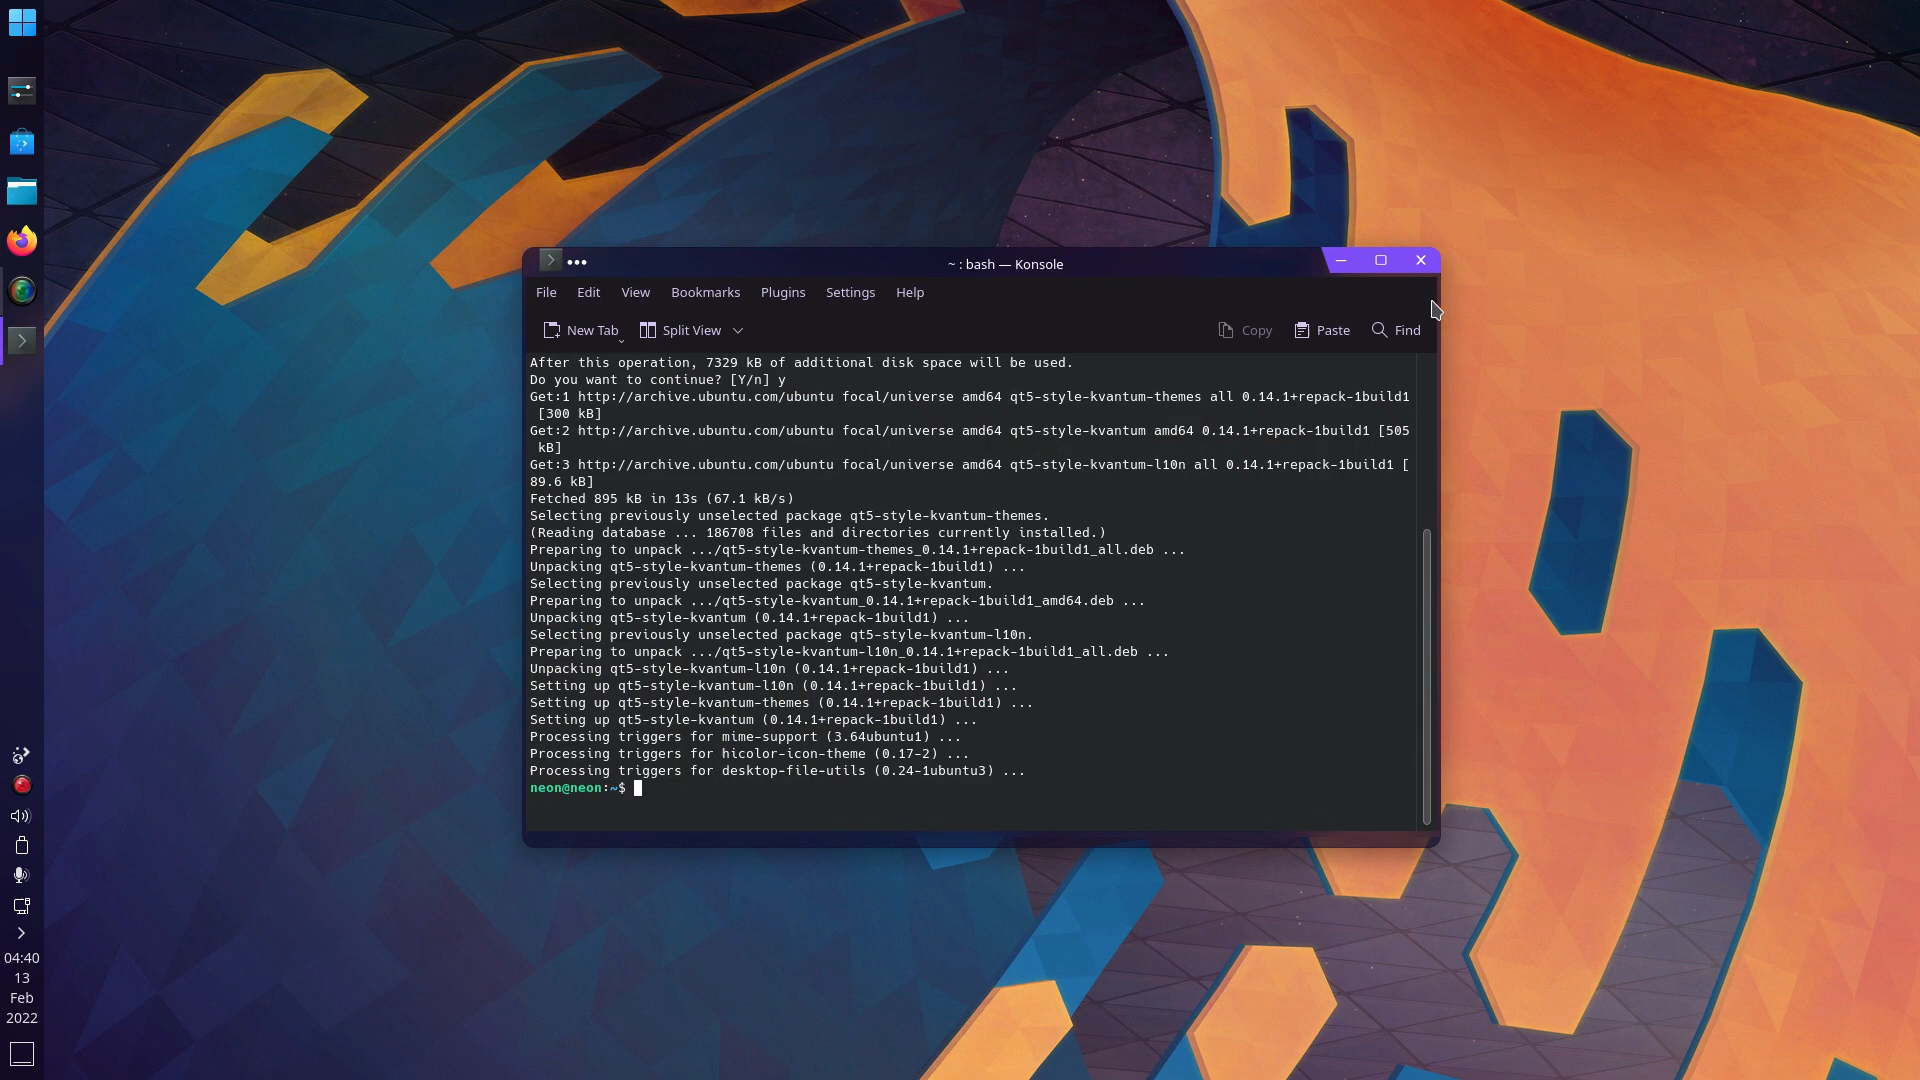 ~ : bash — Konsole
File Edit View Bookmarks Plugins Settings Help
New Tab Split View Copy Paste Find
After this operation, 7329 kB of additional disk space will be used.
Do you want to continue? [Y/n] y
Get:1 http://archive.ubuntu.com/ubuntu focal/universe amd64 qt5-style-kvantum-themes all 0.14.1+repack-1build1
[300 kB]
Get:2 http://archive.ubuntu.com/ubuntu focal/universe amd64 qt5-style-kvantum amd64 0.14.1+repack-1build1 [505
kB]
Get:3 http://archive.ubuntu.com/ubuntu focal/universe amd64 qt5-style-kvantum-l10n all 0.14.1+repack-1build1 [
89.6 kB]
Fetched 895 kB in 13s (67.1 kB/s)
Selecting previously unselected package qt5-style-kvantum-themes.
(Reading database ... 186708 files and directories currently installed.)
Preparing to unpack .../qt5-style-kvantum-themes_0.14.1+repack-1build1_all.deb ...
Unpacking qt5-style-kvantum-themes (0.14.1+repack-1build1) ...
Selecting previously unselected package qt5-style-kvantum.
Preparing to unpack .../qt5-style-kvantum_0.14.1+repack-1build1_amd64.deb ...
Unpacking qt5-style-kvantum (0.14.1+repack-1build1) ...
Selecting previously unselected package qt5-style-kvantum-l10n.
Preparing to unpack .../qt5-style-kvantum-l10n_0.14.1+repack-1build1_all.deb ...
Unpacking qt5-style-kvantum-l10n (0.14.1+repack-1build1) ...
Setting up qt5-style-kvantum-l10n (0.14.1+repack-1build1) ...
Setting up qt5-style-kvantum-themes (0.14.1+repack-1build1) ...
Setting up qt5-style-kvantum (0.14.1+repack-1build1) ...
Processing triggers for mime-support (3.64ubuntu1) ...
Processing triggers for hicolor-icon-theme (0.17-2) ...
Processing triggers for desktop-file-utils (0.24-1ubuntu3) ...
neon@neon:~$
04:40
13
Feb
2022